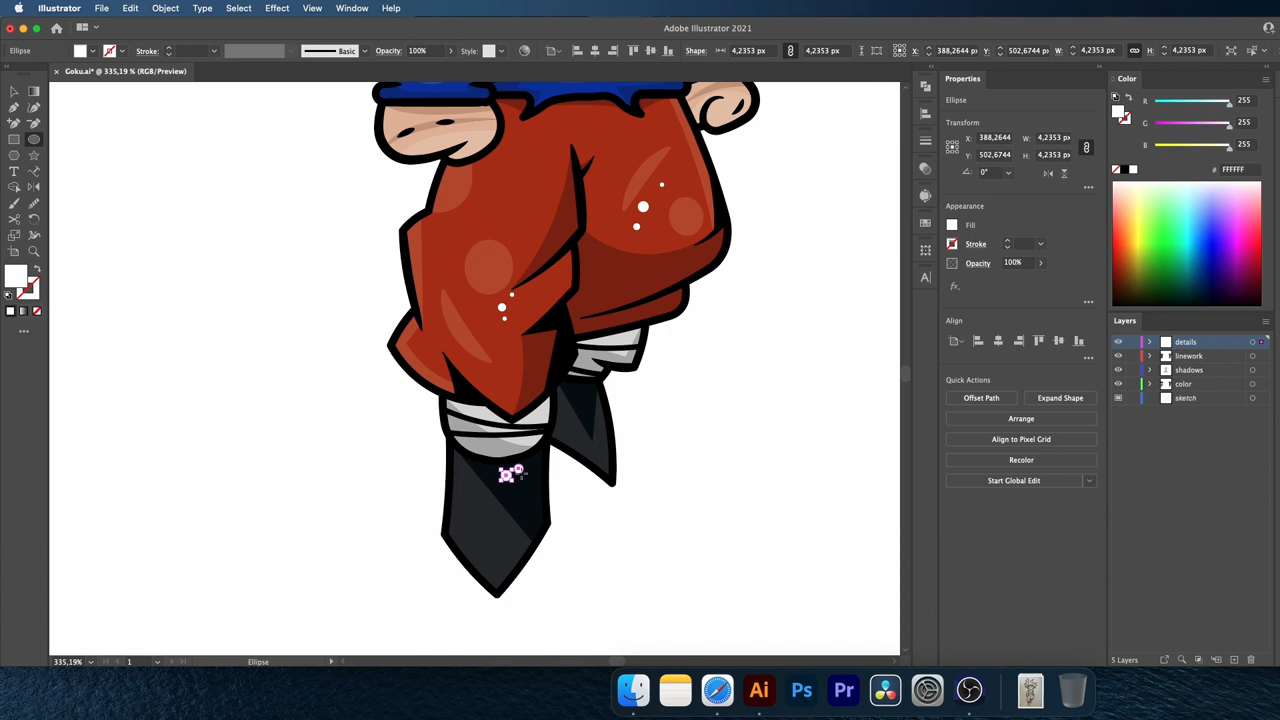 Illustrator File Edit Object Type Select Effect View Window Help
Adobe Illustrator 2021
Ellipse Stroke: Basic Opacity: 100% Style: Shape: 4,2353 px 4,2353 px X: 388,2644 px Y: 502,6744 px W: 4,2353 px H: 4,2353 px
× Goku.ai* @ 335,19 % (RGB/Preview)
Properties
Ellipse
Transform
X: 388,2644 W: 4,2353 px
Y: 502,6744 H: 4,2353 px
0°
Appearance
Fill
Stroke
Opacity 100%
fx.
Align
Quick Actions
Offset Path Expand Shape
Arrange
Align to Pixel Grid
Recolor
Start Global Edit
Color
R 255
G 255
B 255
# FFFFFF
Layers
details
linework
shadows
color
sketch
5 Layers
335,19% 1 Ellipse
Ai Ps Pr